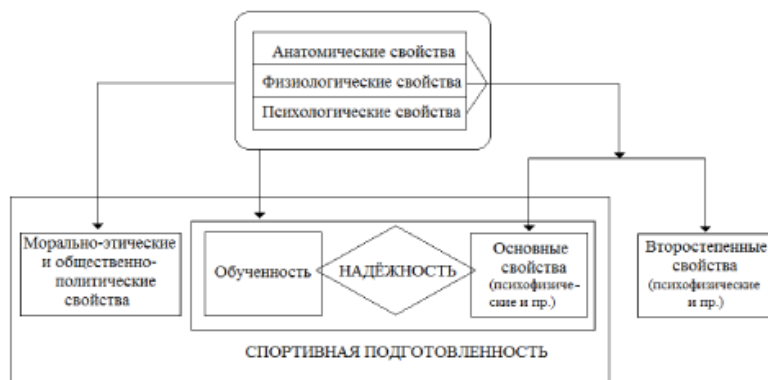 Анатомические свойства
Физиологические свойства
Психологические свойства
Морально-этические
и общественно-
политические
свойства
Обученность
НАДЁЖНОСТЬ
Основные
свойства
(психофизиче-
ские и пр.)
Второстепенные
свойства
(психофизические
и пр.)
СПОРТИВНАЯ ПОДГОТОВЛЕННОСТЬ